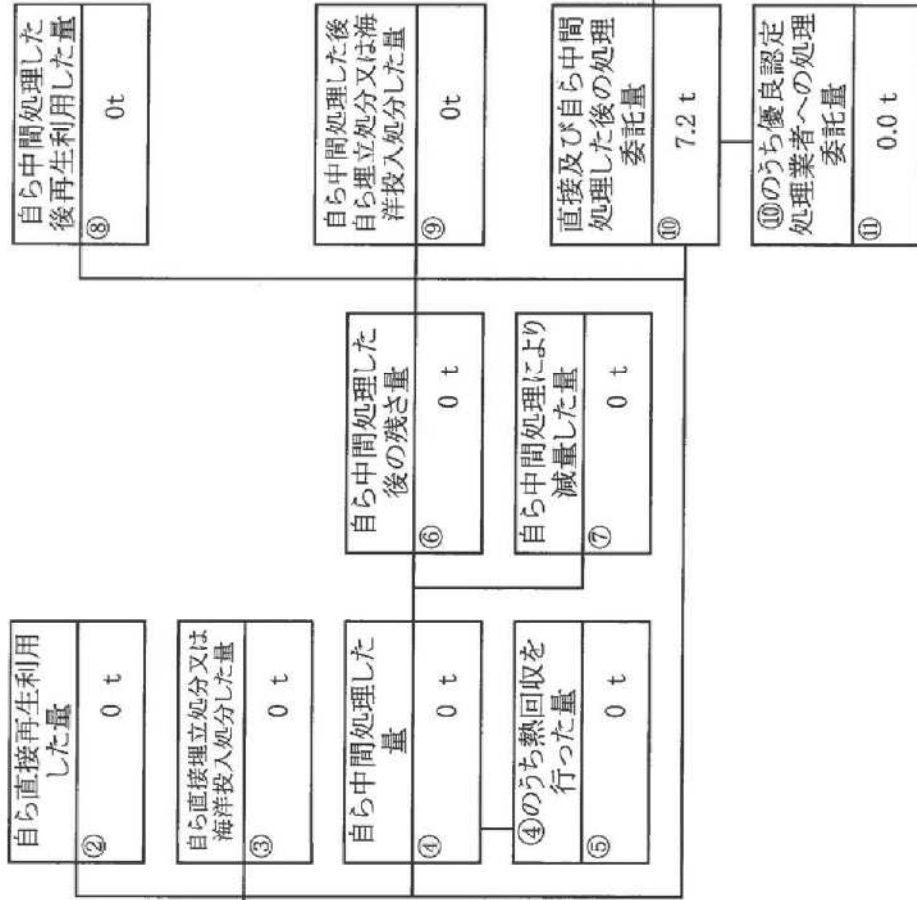 自ら直接再生利用
した量
②
0 t
自ら直接埋立処分又は
海洋投入処分した量
③
0 t
自ら中間処理した
量
④
0 t
④のうち熱回収を
行った量
⑤
0 t
自ら中間処理した
後の残さ量
⑥
0 t
自ら中間処理により
減量した量
⑦
0 t
自ら中間処理した
後再生利用した量
⑧
0t
自ら中間処理した後
自ら埋立処分又は海
洋投入処分した量
⑨
0t
直接及び自ら中間
処理した後の処理
委託量
⑩
7.2 t
⑩のうち優良認定
処理業者への処理
委託量
⑪
0.0 t